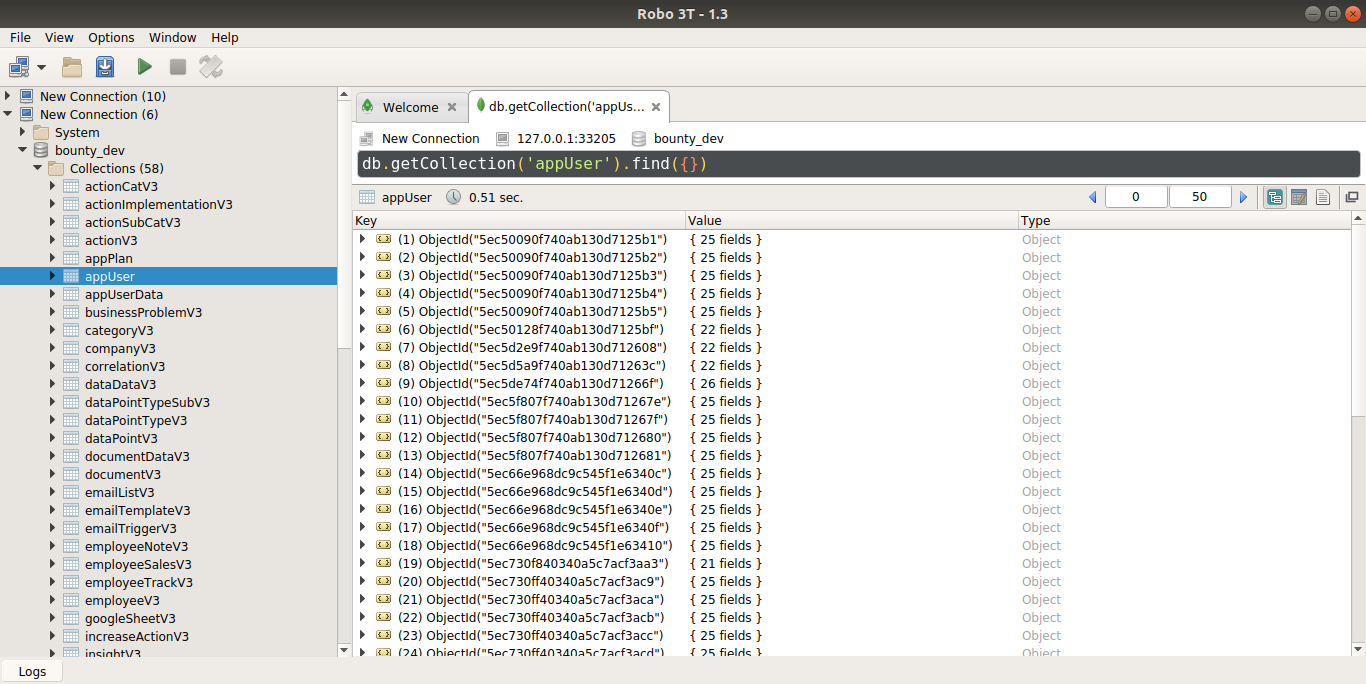 Robo 3T - 1.3
File View Options Window Help
New Connection (10)
New Connection (6)
System
bounty_dev
Collections (58)
actionCatV3
actionImplementationV3
actionSubCatV3
actionV3
appPlan
appUser
appUserData
businessProblemV3
categoryV3
companyV3
correlationV3
dataDataV3
dataPointTypeSubV3
dataPointTypeV3
dataPointV3
documentDataV3
documentV3
emailListV3
emailTemplateV3
emailTriggerV3
employeeNoteV3
employeeSalesV3
employeeTrackV3
employeeV3
googleSheetV3
increaseActionV3
insightV3
Welcome db.getCollection('appUs...
New Connection 127.0.0.1:33205 bounty_dev
db.getCollection('appUser').find({})
appUser 0.51 sec. 0 50
Key Value Type
(1) ObjectId("5ec50090f740ab130d7125b1") { 25 fields } Object
(2) ObjectId("5ec50090f740ab130d7125b2") { 25 fields } Object
(3) ObjectId("5ec50090f740ab130d7125b3") { 25 fields } Object
(4) ObjectId("5ec50090f740ab130d7125b4") { 25 fields } Object
(5) ObjectId("5ec50090f740ab130d7125b5") { 25 fields } Object
(6) ObjectId("5ec50128f740ab130d7125bf") { 22 fields } Object
(7) ObjectId("5ec5d2e9f740ab130d712608") { 22 fields } Object
(8) ObjectId("5ec5d5a9f740ab130d71263c") { 22 fields } Object
(9) ObjectId("5ec5de74f740ab130d71266f") { 26 fields } Object
(10) ObjectId("5ec5f807f740ab130d71267e") { 25 fields } Object
(11) ObjectId("5ec5f807f740ab130d71267f") { 25 fields } Object
(12) ObjectId("5ec5f807f740ab130d712680") { 25 fields } Object
(13) ObjectId("5ec5f807f740ab130d712681") { 25 fields } Object
(14) ObjectId("5ec66e968dc9c545f1e6340c") { 25 fields } Object
(15) ObjectId("5ec66e968dc9c545f1e6340d") { 25 fields } Object
(16) ObjectId("5ec66e968dc9c545f1e6340e") { 25 fields } Object
(17) ObjectId("5ec66e968dc9c545f1e6340f") { 25 fields } Object
(18) ObjectId("5ec66e968dc9c545f1e63410") { 25 fields } Object
(19) ObjectId("5ec730f840340a5c7acf3aa3") { 21 fields } Object
(20) ObjectId("5ec730ff40340a5c7acf3ac9") { 25 fields } Object
(21) ObjectId("5ec730ff40340a5c7acf3aca") { 25 fields } Object
(22) ObjectId("5ec730ff40340a5c7acf3acb") { 25 fields } Object
(23) ObjectId("5ec730ff40340a5c7acf3acc") { 25 fields } Object
(24) ObjectId("5ec730ff40340a5c7acf3acd") { 25 fields } Object
Logs